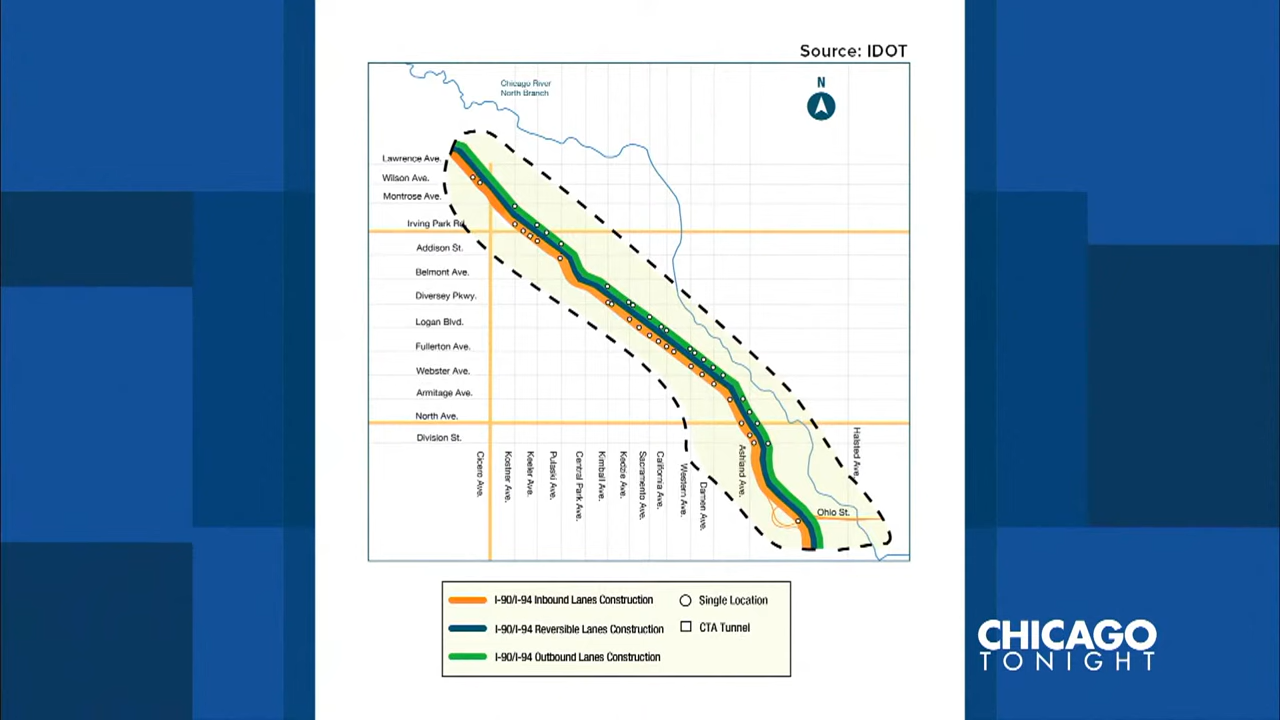 Source: IDOT
Chicago River
North Branch
N
Lawrence Ave.
Wilson Ave.
Montrose Ave.
Irving Park Rd.
Addison St.
Belmont Ave.
Diversey Pkwy.
Logan Blvd.
Fullerton Ave.
Webster Ave.
Armitage Ave.
North Ave.
Division St.
Cicero Ave.
Kostner Ave.
Keeler Ave.
Pulaski Ave.
Central Park Ave.
Kimball Ave.
Kedzie Ave.
Sacramento Ave.
California Ave.
Western Ave.
Damen Ave.
Ashland Ave.
Halsted Ave.
Ohio St.
I-90/I-94 Inbound Lanes Construction
I-90/I-94 Reversible Lanes Construction
I-90/I-94 Outbound Lanes Construction
Single Location
CTA Tunnel
CHICAGO
TONIGHT